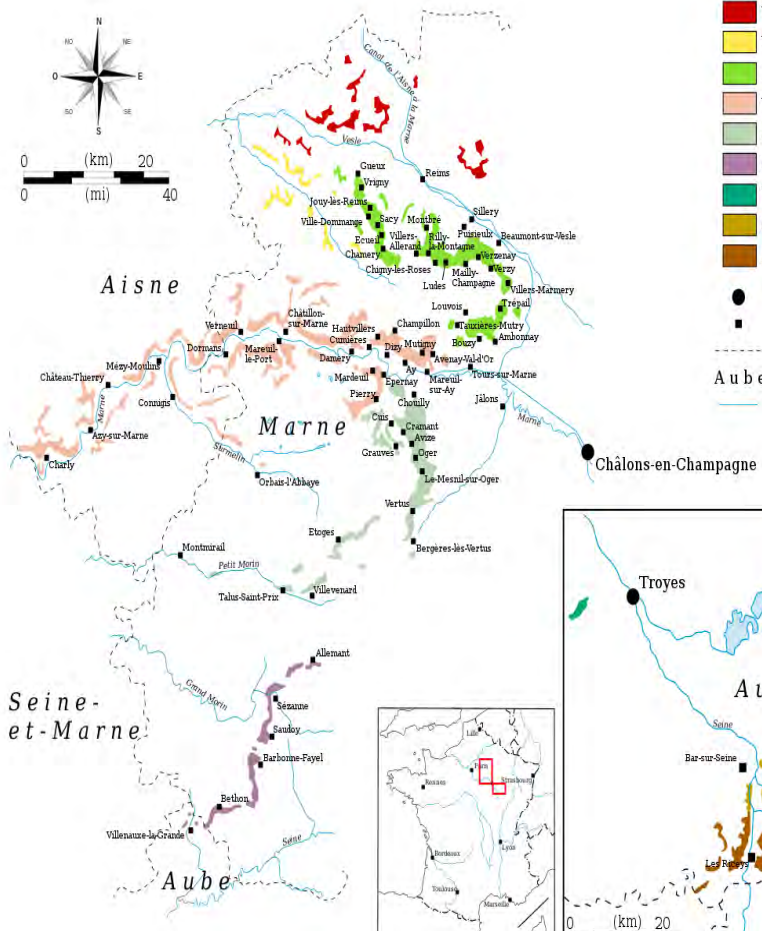 N
NO
NE
O
E
SO
SE
S
0 (km) 20
0 (mi) 40
Canal de l'Aisne à la Marne
Vesle
Gueux
Vrigny
Reims
Jouy-lès-Reims
Ville-Dommange
Sacy
Montbré
Sillery
Puisieulx
Ecueil
Villers-
Allerand
Rilly-
la-Montagne
Beaumont-sur-Vesle
Chamery
Verzenay
Chigny-les-Roses
Mailly-
Champagne
Verzy
Ludes
Villers-Marmery
Aisne
Louvois
Trépail
Châtillon-
sur-Marne
Verneuil
Hautvillers
Champillon
Tauxières-Mutry
Cumières
Ambonnay
Dormans
Mareuil-
le-Port
Dizy
Mutigny
Bouzy
Mézy-Moulins
Damery
Avenay-Val-d'Or
Ay
Château-Thierry
Mardeuil
Epernay
Mareuil-
sur-Ay
Tours-sur-Marne
Connigis
Pierry
Chouilly
Jâlons
Marne
Marne
Marne
Cuis
Cramant
Azy-sur-Marne
Avize
Surmelin
Grauves
Oger
Charly
Châlons-en-Champagne
Orbais-l'Abbaye
Le-Mesnil-sur-Oger
Vertus
Etoges
Montmirail
Bergères-lès-Vertus
Petit Morin
Talus-Saint-Prix
Villevenard
Allemant
Grand Morin
Seine-
et-Marne
Sézanne
Saudoy
Barbonne-Fayel
Bethon
Villenauxe-la-Grande
Seine
Aube
Lille
Paris
Strasbourg
Rennes
Lyon
Bordeaux
Toulouse
Marseille
Aube
Troyes
Au
Seine
Bar-sur-Seine
Les Riceys
0 (km) 20